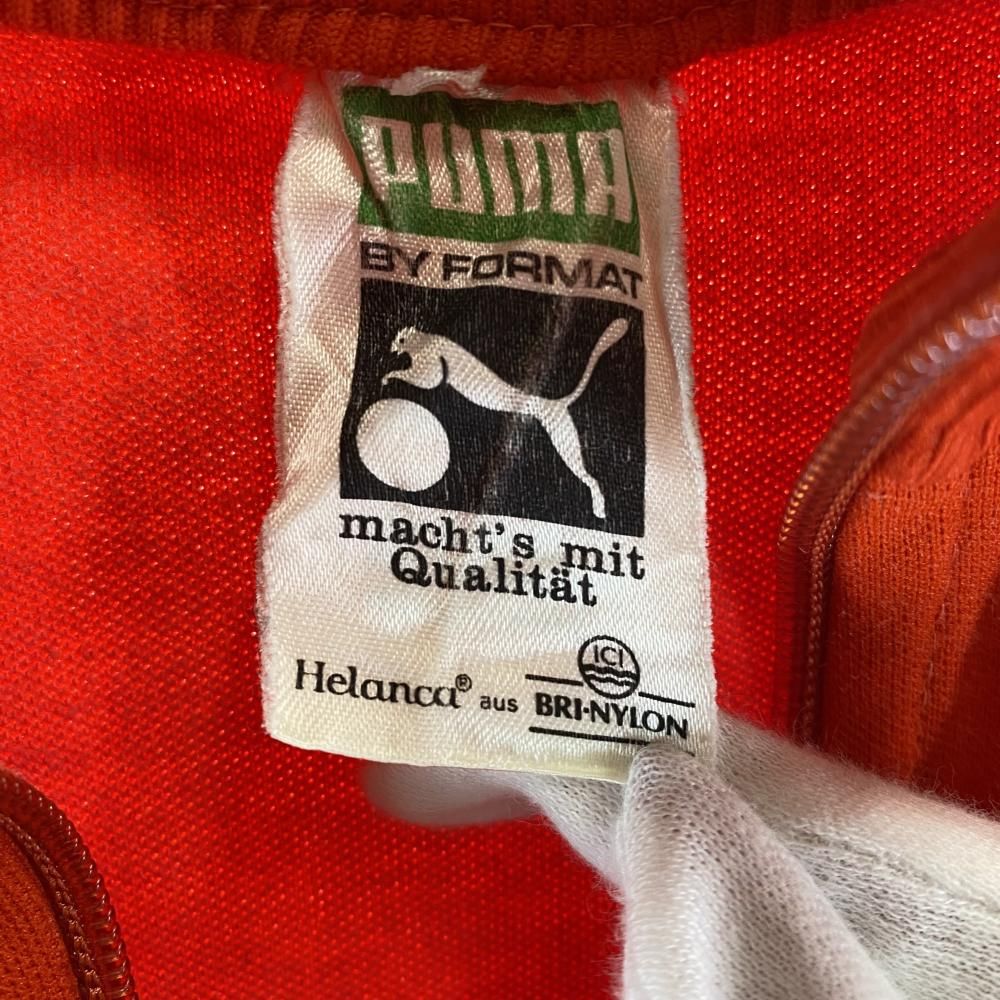 PUMA
BY FORMAT
macht's mit
Qualität
ICI
Helanca® aus BRI-NYLON